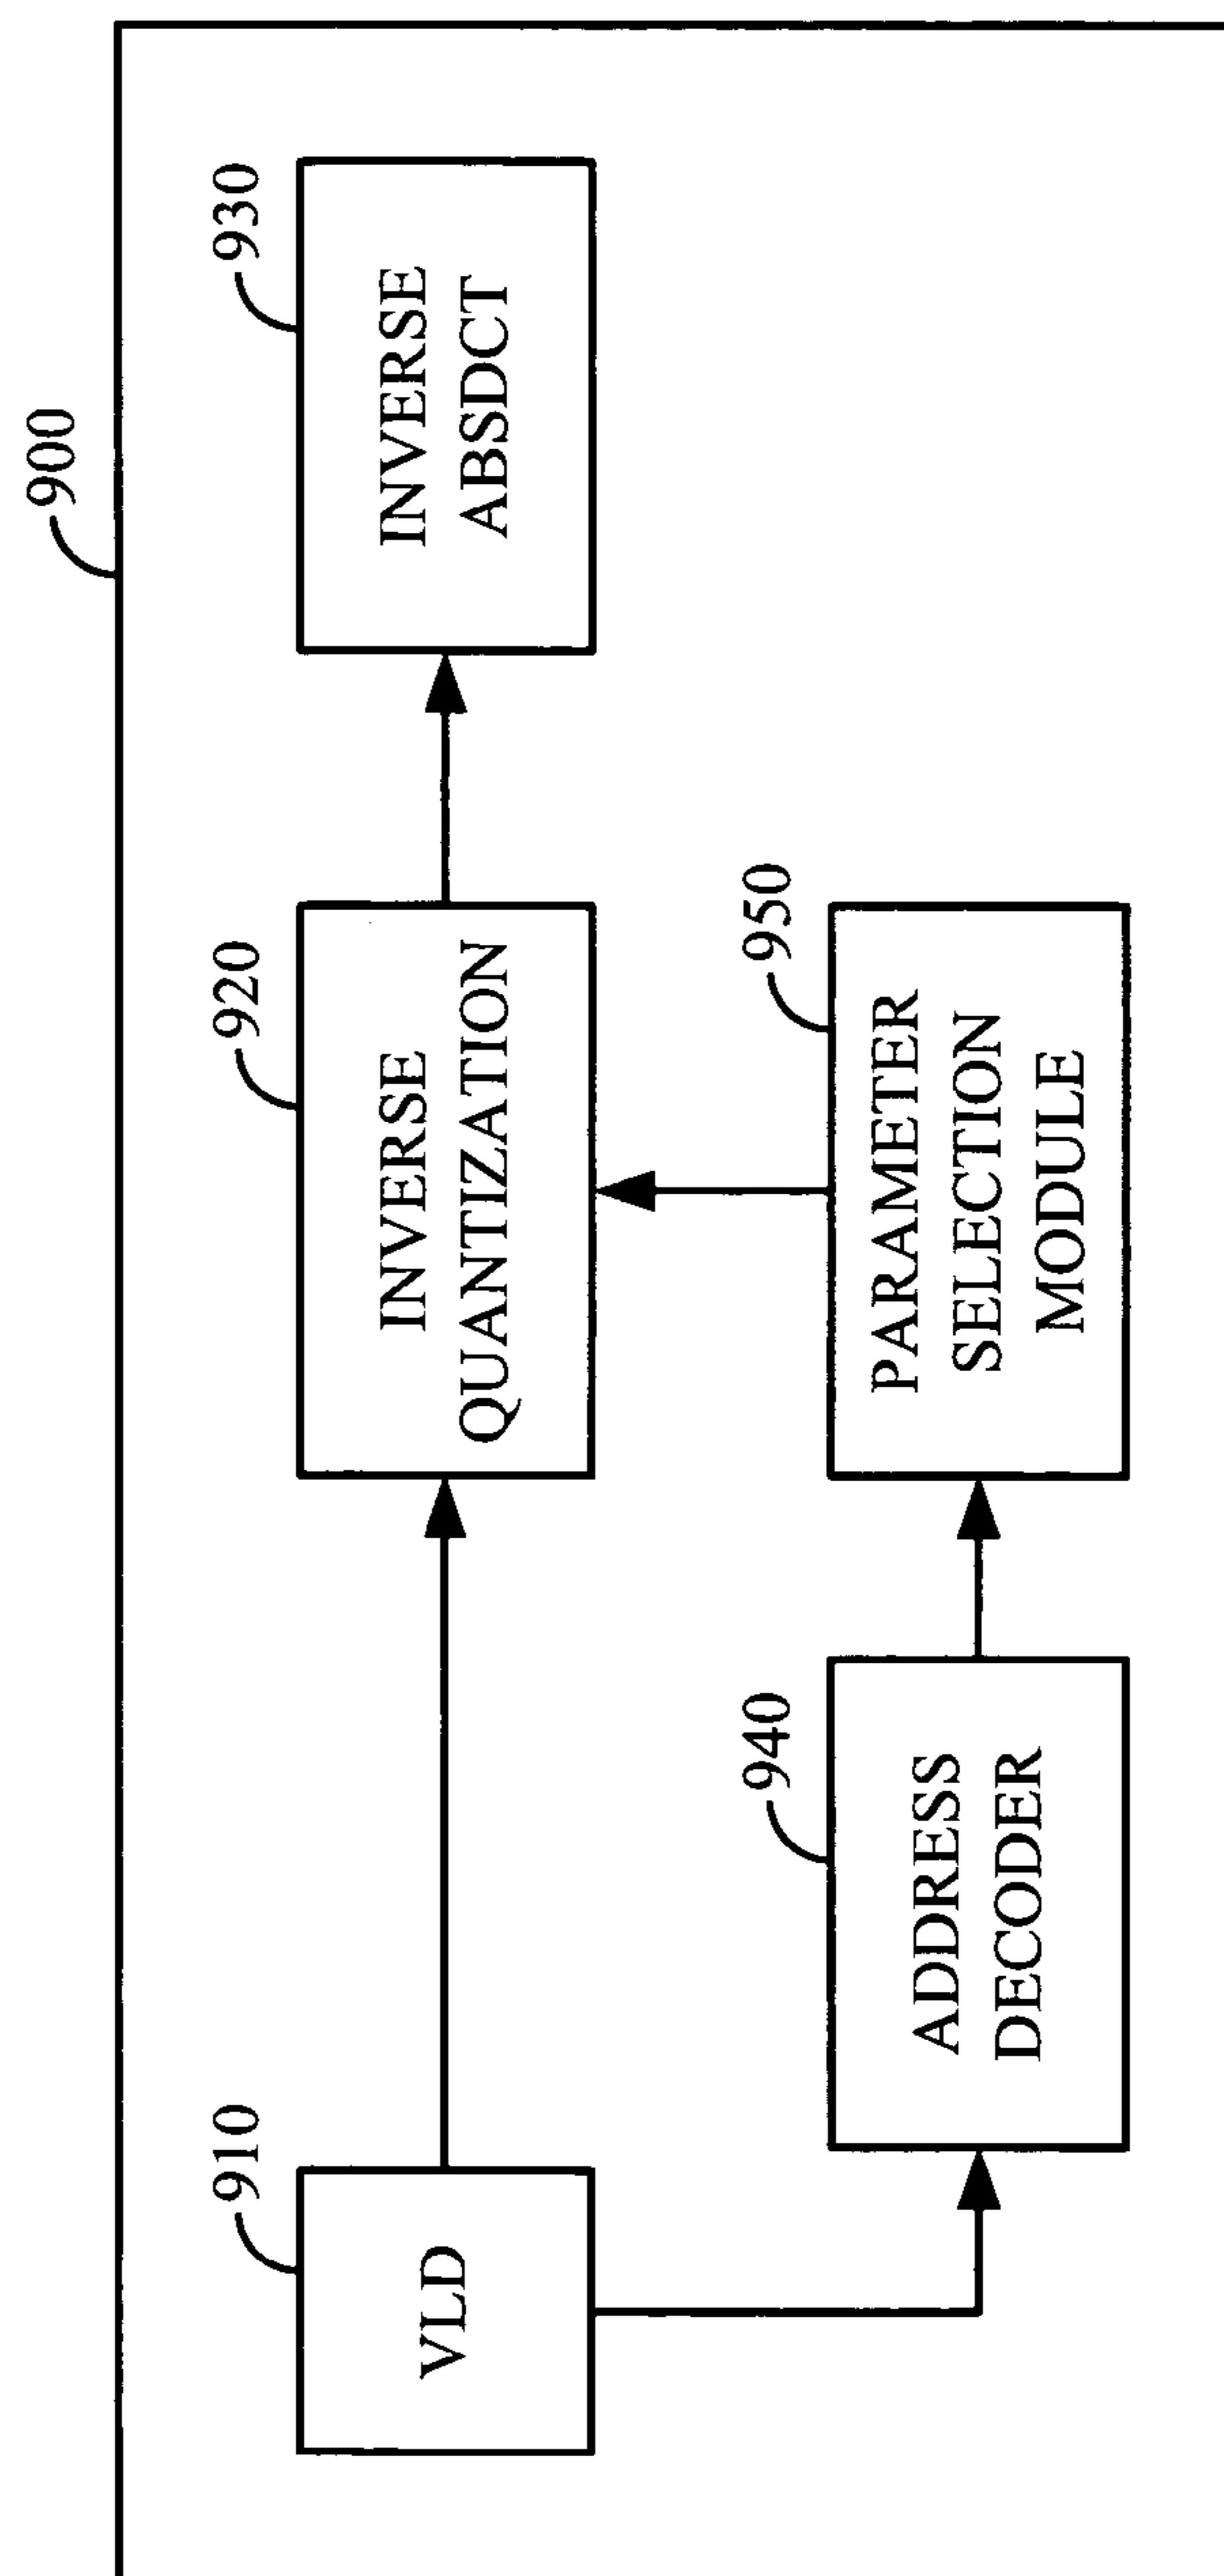 900
910
VLD
920
INVERSE
QUANTIZATION
930
INVERSE
ABSDCT
940
ADDRESS
DECODER
950
PARAMETER
SELECTION
MODULE